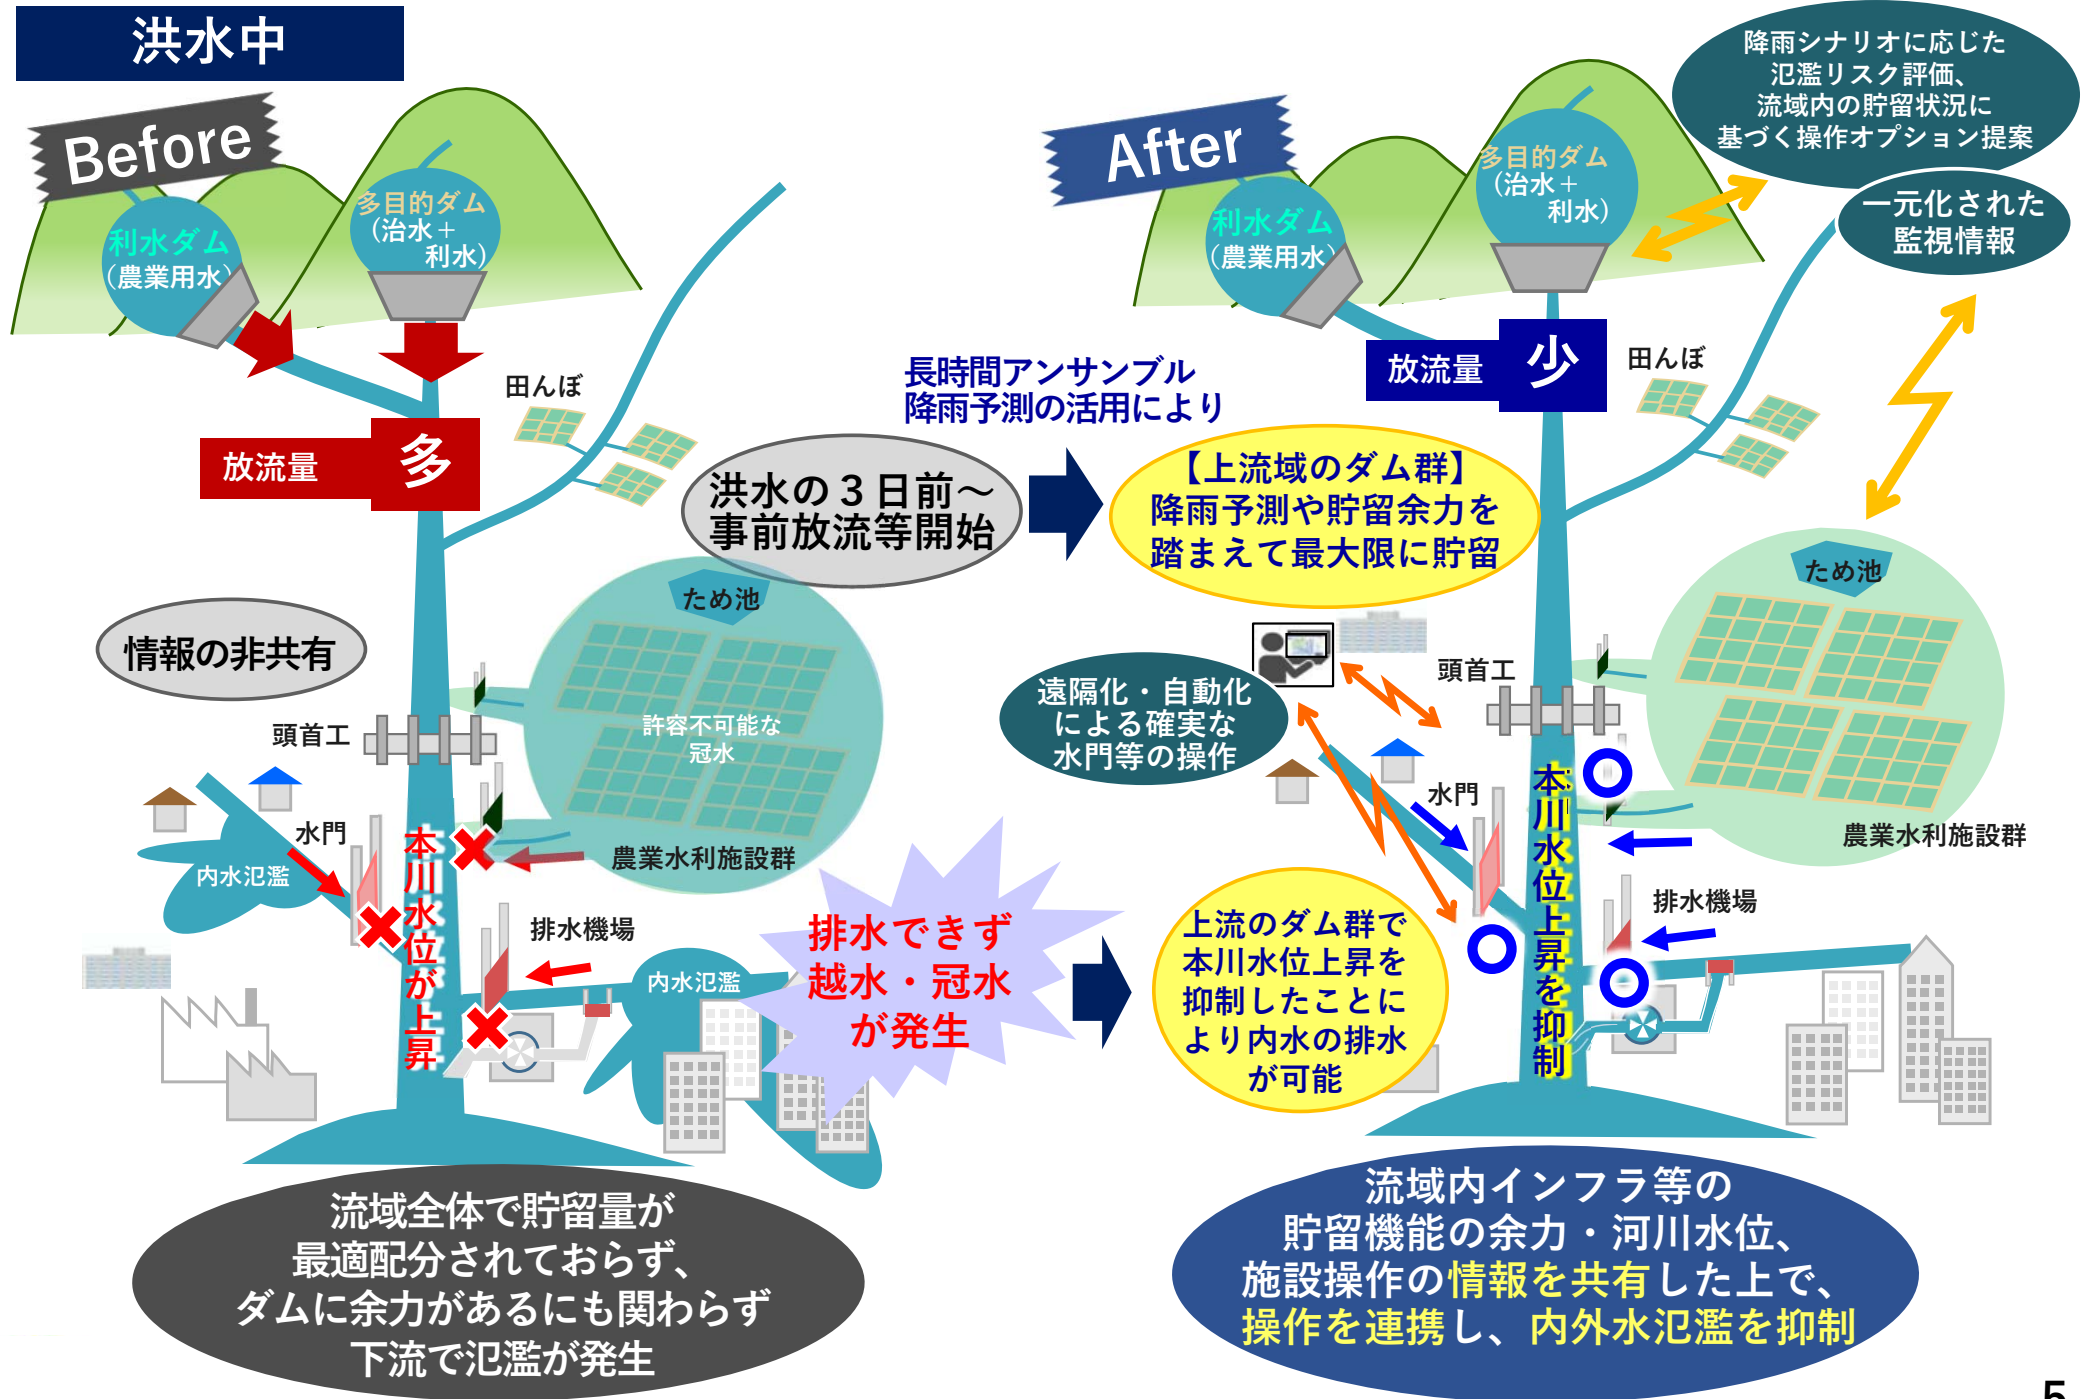 洪水中
Before
利水ダム
（農業用水）
多目的ダム
（治水＋
利水）
放流量
多
田んぼ
洪水の３日前～
事前放流等開始
情報の非共有
ため池
頭首工
許容不可能な
冠水
水門
内水氾濫
本川水位が上昇
農業水利施設群
排水機場
内水氾濫
排水できず
越水・冠水
が発生
流域全体で貯留量が
最適配分されておらず、
ダムに余力があるにも関わらず
下流で氾濫が発生
長時間アンサンブル
降雨予測の活用により
After
利水ダム
（農業用水）
多目的ダム
（治水＋
利水）
降雨シナリオに応じた
氾濫リスク評価、
流域内の貯留状況に
基づく操作オプション提案
一元化された
監視情報
放流量
少
田んぼ
【上流域のダム群】
降雨予測や貯留余力を
踏まえて最大限に貯留
ため池
頭首工
遠隔化・自動化
による確実な
水門等の操作
水門
本川水位上昇を抑制
農業水利施設群
排水機場
上流のダム群で
本川水位上昇を
抑制したことに
より内水の排水
が可能
流域内インフラ等の
貯留機能の余力・河川水位、
施設操作の情報を共有した上で、
操作を連携し、内外水氾濫を抑制
5